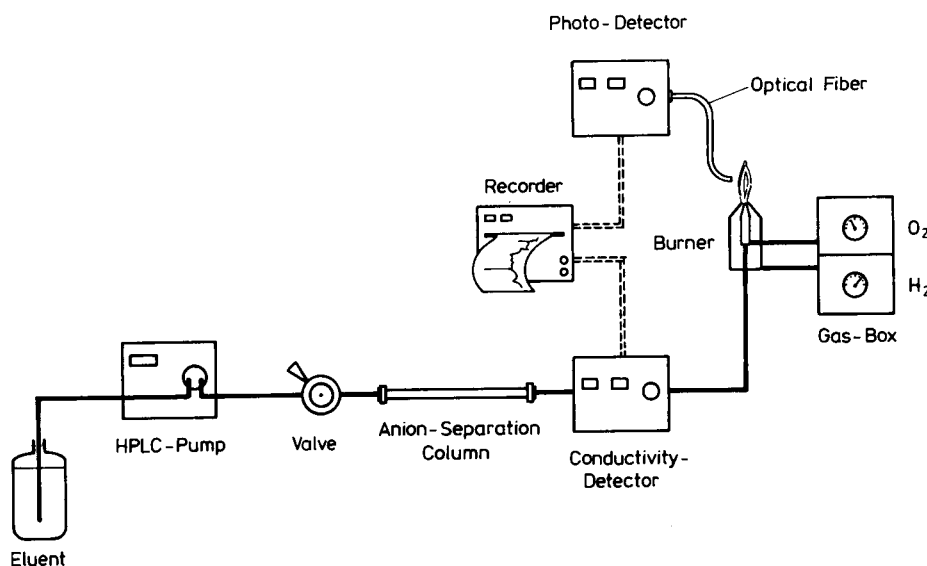 Photo-Detector
Optical Fiber
Recorder
Burner
O₂
H₂
Gas-Box
HPLC-Pump
Valve
Anion-Separation
Column
Conductivity-
Detector
Eluent